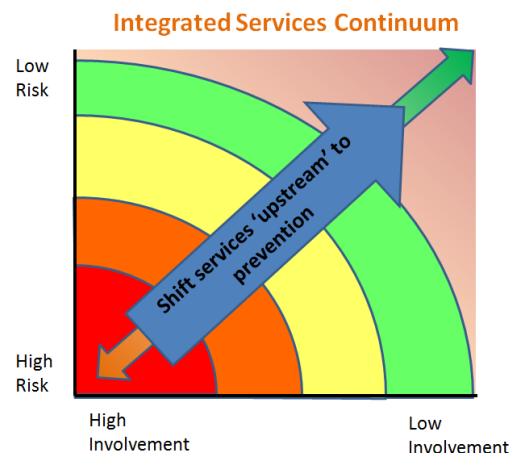 Integrated Services Continuum
Low
Risk
Shift services 'upstream' to
prevention
High
Risk
High
Involvement
Low
Involvement